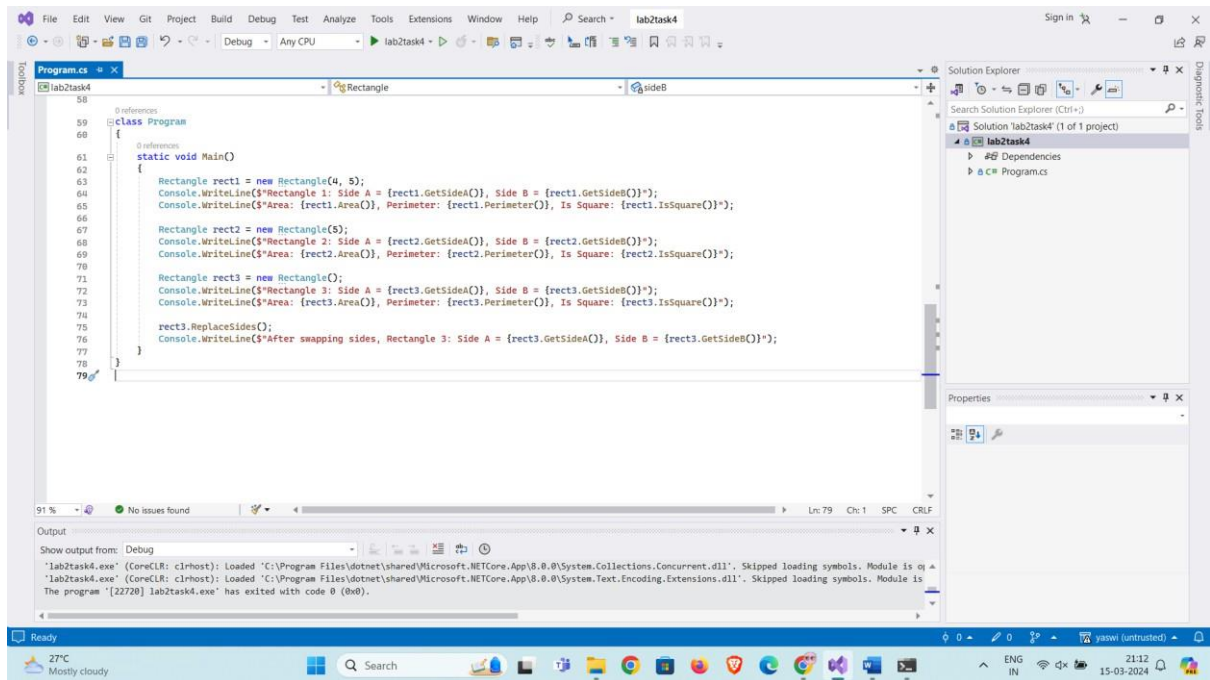 File Edit View Git Project Build Debug Test Analyze Tools Extensions Window Help Search lab2task4 Sign in
Debug Any CPU lab2task4
Toolbox
Program.cs
lab2task4 Rectangle sideB
58
0 references
59 class Program
60 {
0 references
61 static void Main()
62 {
63 Rectangle rect1 = new Rectangle(4, 5);
64 Console.WriteLine($"Rectangle 1: Side A = {rect1.GetSideA()}, Side B = {rect1.GetSideB()}");
65 Console.WriteLine($"Area: {rect1.Area()}, Perimeter: {rect1.Perimeter()}, Is Square: {rect1.IsSquare()}");
66
67 Rectangle rect2 = new Rectangle(5);
68 Console.WriteLine($"Rectangle 2: Side A = {rect2.GetSideA()}, Side B = {rect2.GetSideB()}");
69 Console.WriteLine($"Area: {rect2.Area()}, Perimeter: {rect2.Perimeter()}, Is Square: {rect2.IsSquare()}");
70
71 Rectangle rect3 = new Rectangle();
72 Console.WriteLine($"Rectangle 3: Side A = {rect3.GetSideA()}, Side B = {rect3.GetSideB()}");
73 Console.WriteLine($"Area: {rect3.Area()}, Perimeter: {rect3.Perimeter()}, Is Square: {rect3.IsSquare()}");
74
75 rect3.ReplaceSides();
76 Console.WriteLine($"After swapping sides, Rectangle 3: Side A = {rect3.GetSideA()}, Side B = {rect3.GetSideB()}");
77 }
78 }
79
91 % No issues found Ln: 79 Ch: 1 SPC CRLF
Output
Show output from: Debug
'lab2task4.exe' (CoreCLR: clrhost): Loaded 'C:\Program Files\dotnet\shared\Microsoft.NETCore.App\8.0.0\System.Collections.Concurrent.dll'. Skipped loading symbols. Module is op
'lab2task4.exe' (CoreCLR: clrhost): Loaded 'C:\Program Files\dotnet\shared\Microsoft.NETCore.App\8.0.0\System.Text.Encoding.Extensions.dll'. Skipped loading symbols. Module is
The program '[22720] lab2task4.exe' has exited with code 0 (0x0).
Solution Explorer
Search Solution Explorer (Ctrl+;)
Solution 'lab2task4' (1 of 1 project)
lab2task4
Dependencies
C# Program.cs
Properties
Diagnostic Tools
Ready 0 0 yaswi (untrusted)
27°C
Mostly cloudy
Search
ENG
IN
21:12
15-03-2024